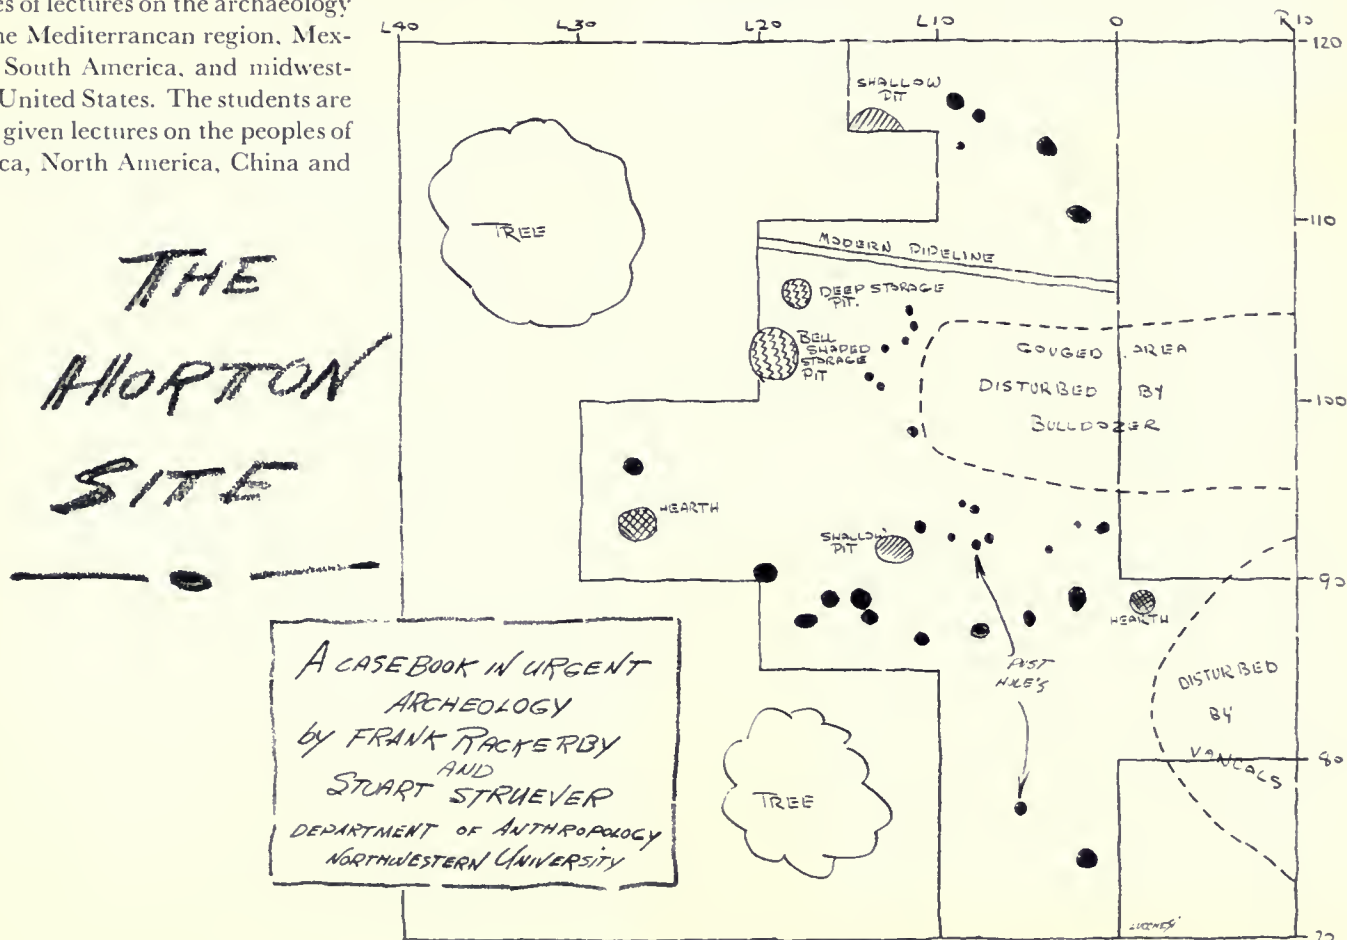 es of lectures on the archaeology
he Mediterranean region, Mex-
South America, and midwest-
United States. The students are
given lectures on the peoples of
ca, North America, China and
THE
HORTON
SITE
A CASEBOOK IN URGENT
ARCHEOLOGY
by FRANK RACKERBY
AND
STUART STRUEVER
DEPARTMENT OF ANTHROPOLOGY
NORTHWESTERN UNIVERSITY
L40 L30 L20 L10 0 R10
120
SHALLOW
PIT
TREE
110
MODERN PIPELINE
DEEP STORAGE
PIT.
BELL
SHAPED
STORAGE
PIT
GOUGED AREA
DISTURBED BY
BULLDOZER
100
HEARTH
SHALLOW
PIT
90
HEARTH
POST
HOLE'S
DISTURBED
BY
VANDALS
80
TREE
70